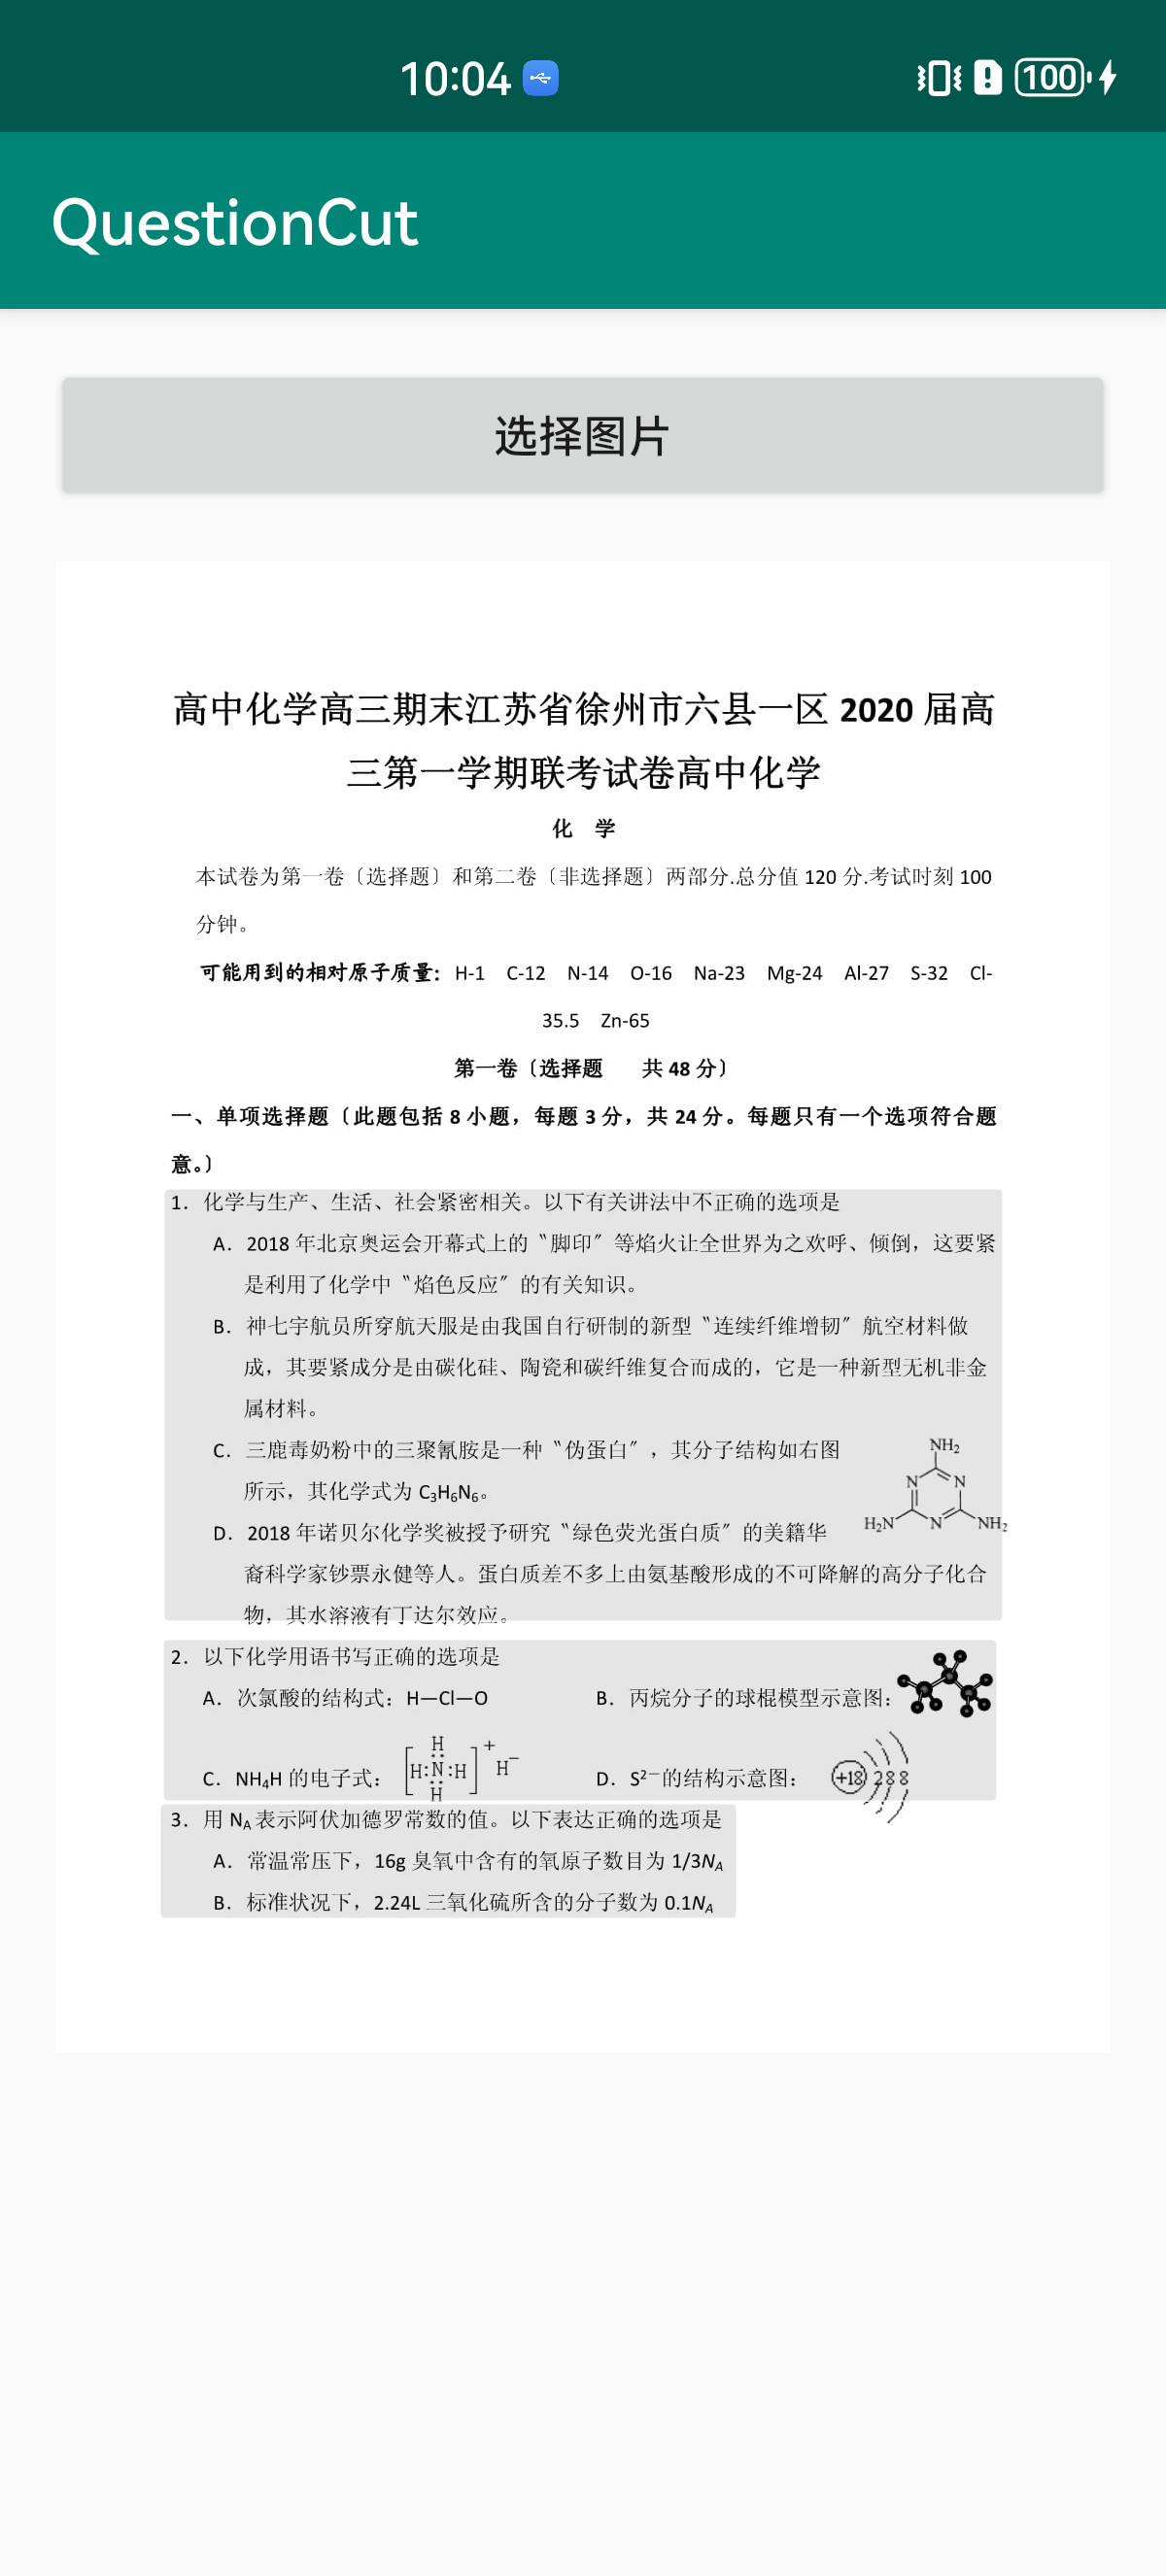 10:04
100
QuestionCut
选择图片
高中化学高三期末江苏省徐州市六县一区 2020 届高
三第一学期联考试卷高中化学
化 学
本试卷为第一卷〔选择题〕和第二卷〔非选择题〕两部分.总分值 120 分.考试时刻 100
分钟。
可能用到的相对原子质量: H-1 C-12 N-14 O-16 Na-23 Mg-24 Al-27 S-32 Cl-
35.5 Zn-65
第一卷〔选择题 共 48 分〕
一、单项选择题〔此题包括 8 小题，每题 3 分，共 24 分。每题只有一个选项符合题
意。〕
1．化学与生产、生活、社会紧密相关。以下有关讲法中不正确的选项是
A．2018 年北京奥运会开幕式上的〝脚印〞等焰火让全世界为之欢呼、倾倒，这要紧
是利用了化学中〝焰色反应〞的有关知识。
B．神七宇航员所穿航天服是由我国自行研制的新型〝连续纤维增韧〞航空材料做
成，其要紧成分是由碳化硅、陶瓷和碳纤维复合而成的，它是一种新型无机非金
属材料。
C．三鹿毒奶粉中的三聚氰胺是一种〝伪蛋白〞，其分子结构如右图
所示，其化学式为 C₃H₆N₆。
NH₂
N N
H₂N N NH₂
D．2018 年诺贝尔化学奖被授予研究〝绿色荧光蛋白质〞的美籍华
裔科学家钞票永健等人。蛋白质差不多上由氨基酸形成的不可降解的高分子化合
物，其水溶液有丁达尔效应。
2．以下化学用语书写正确的选项是
A．次氯酸的结构式：H—Cl—O B．丙烷分子的球棍模型示意图：
C．NH₄H 的电子式：[H:N:H]⁺H⁻ D．S²⁻的结构示意图：+18 2 8 8
H
H
3．用 N_A 表示阿伏加德罗常数的值。以下表达正确的选项是
A．常温常压下，16g 臭氧中含有的氧原子数目为 1/3N_A
B．标准状况下，2.24L 三氧化硫所含的分子数为 0.1N_A